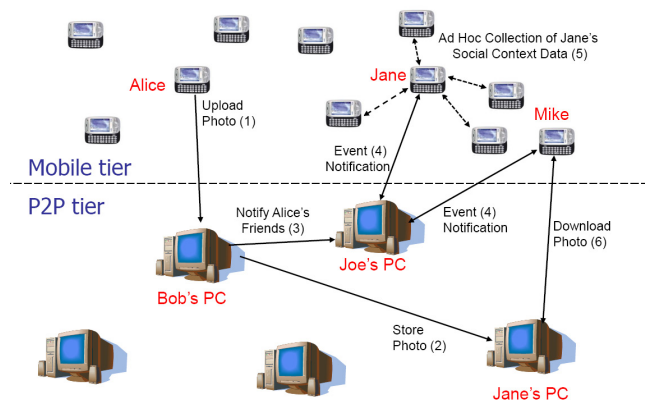 Ad Hoc Collection of Jane's
Social Context Data (5)
Jane
Alice
Upload
Photo (1)
Mike
Event (4)
Notification
Mobile tier
P2P tier
Notify Alice's
Friends (3)
Event (4)
Notification
Download
Photo (6)
Joe's PC
Bob's PC
Store
Photo (2)
Jane's PC